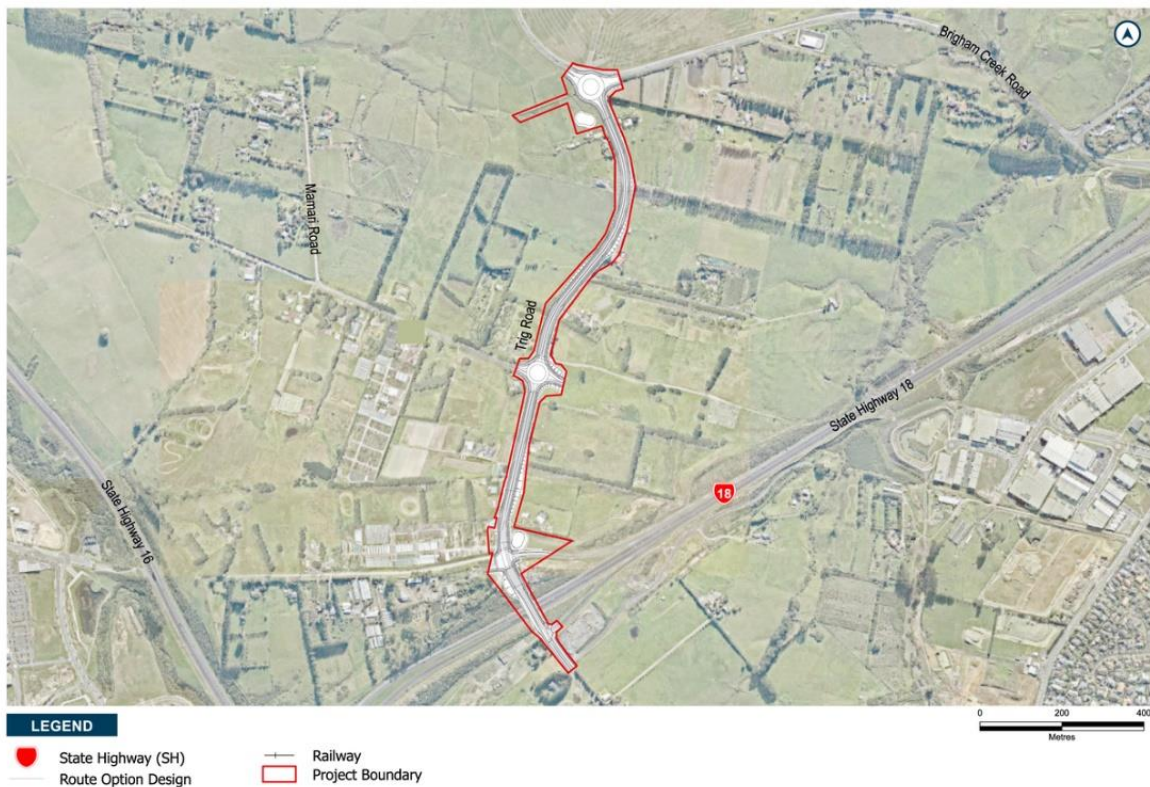 Brigham Creek Road
Mamari Road
Trig Road
State Highway 18
18
State Highway 16
LEGEND
State Highway (SH)
Route Option Design
Railway
Project Boundary
0 200 400
Metres